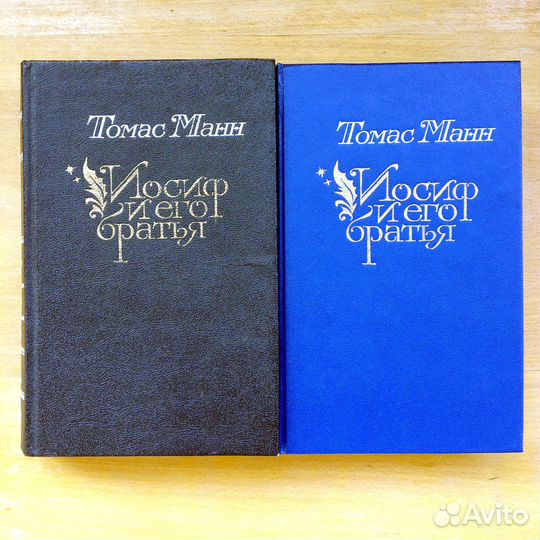 Томас Манн
Иосиф
и его
братья
Томас Манн
Иосиф
и его
братья
Avito